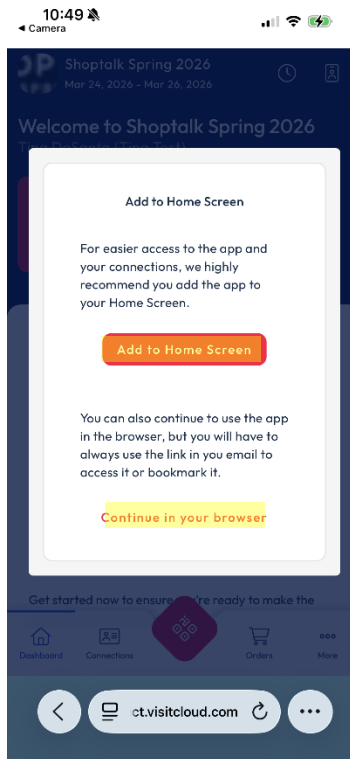 10:49
◀ Camera
Shoptalk Spring 2026
Mar 24, 2026 - Mar 26, 2026
Welcome to Shoptalk Spring 2026
Add to Home Screen
For easier access to the app and
your connections, we highly
recommend you add the app to
your Home Screen.
Add to Home Screen
You can also continue to use the app
in the browser, but you will have to
always use the link in you email to
access it or bookmark it.
Continue in your browser
Get started now to ensure you're ready to make the
Dashboard
Connections
Orders
More
ct.visitcloud.com